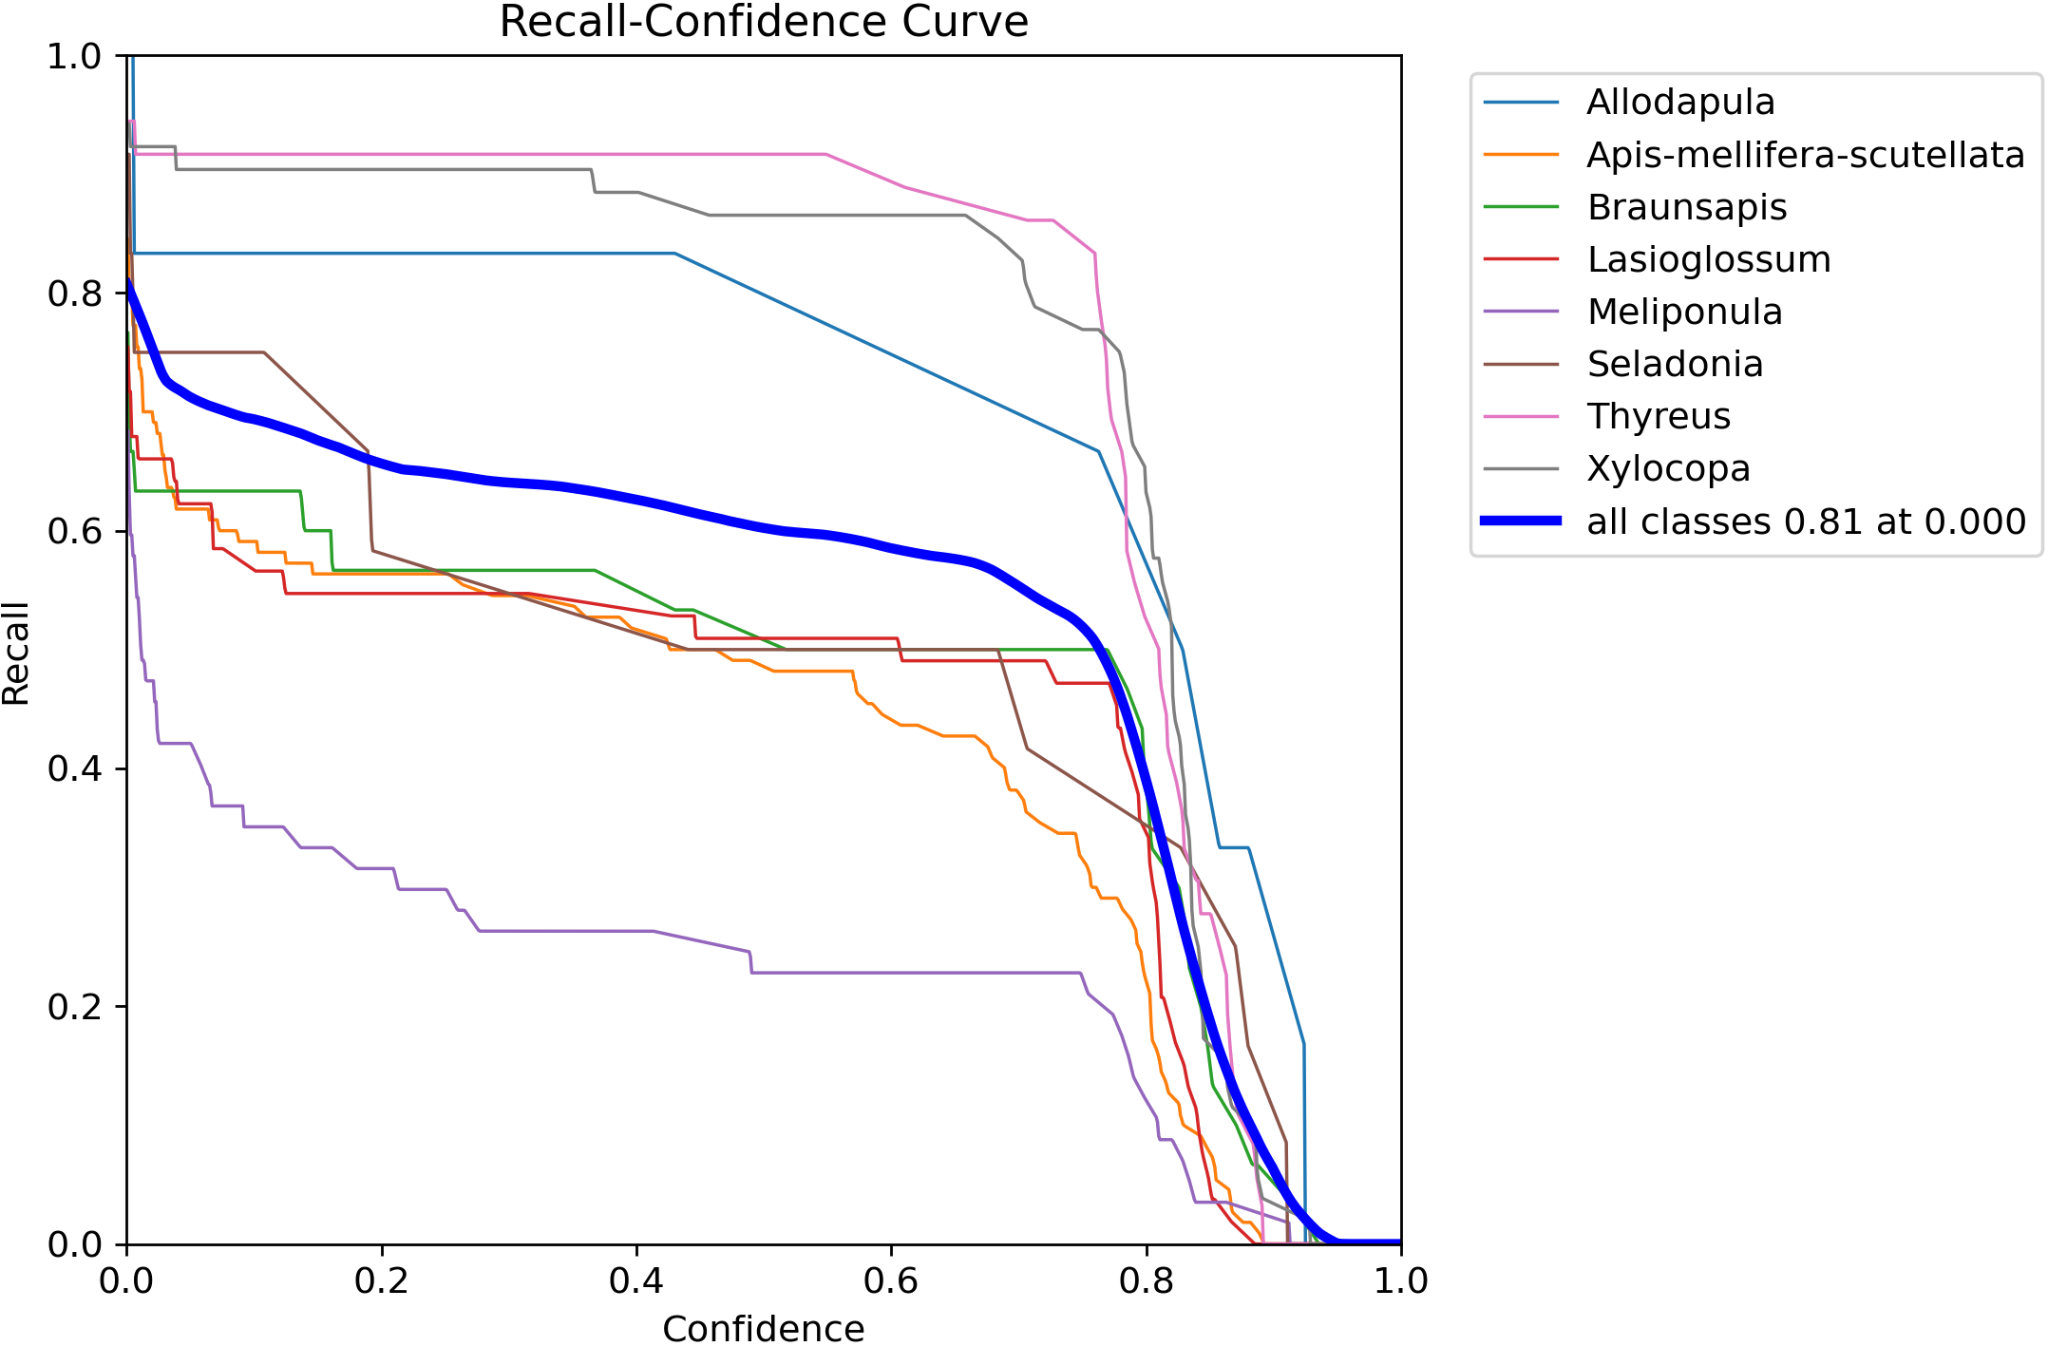 Recall-Confidence Curve
1.0
0.8
0.6
0.4
0.2
0.0
Recall
0.0 0.2 0.4 0.6 0.8 1.0
Confidence
Allodapula
Apis-mellifera-scutellata
Braunsapis
Lasioglossum
Meliponula
Seladonia
Thyreus
Xylocopa
all classes 0.81 at 0.000